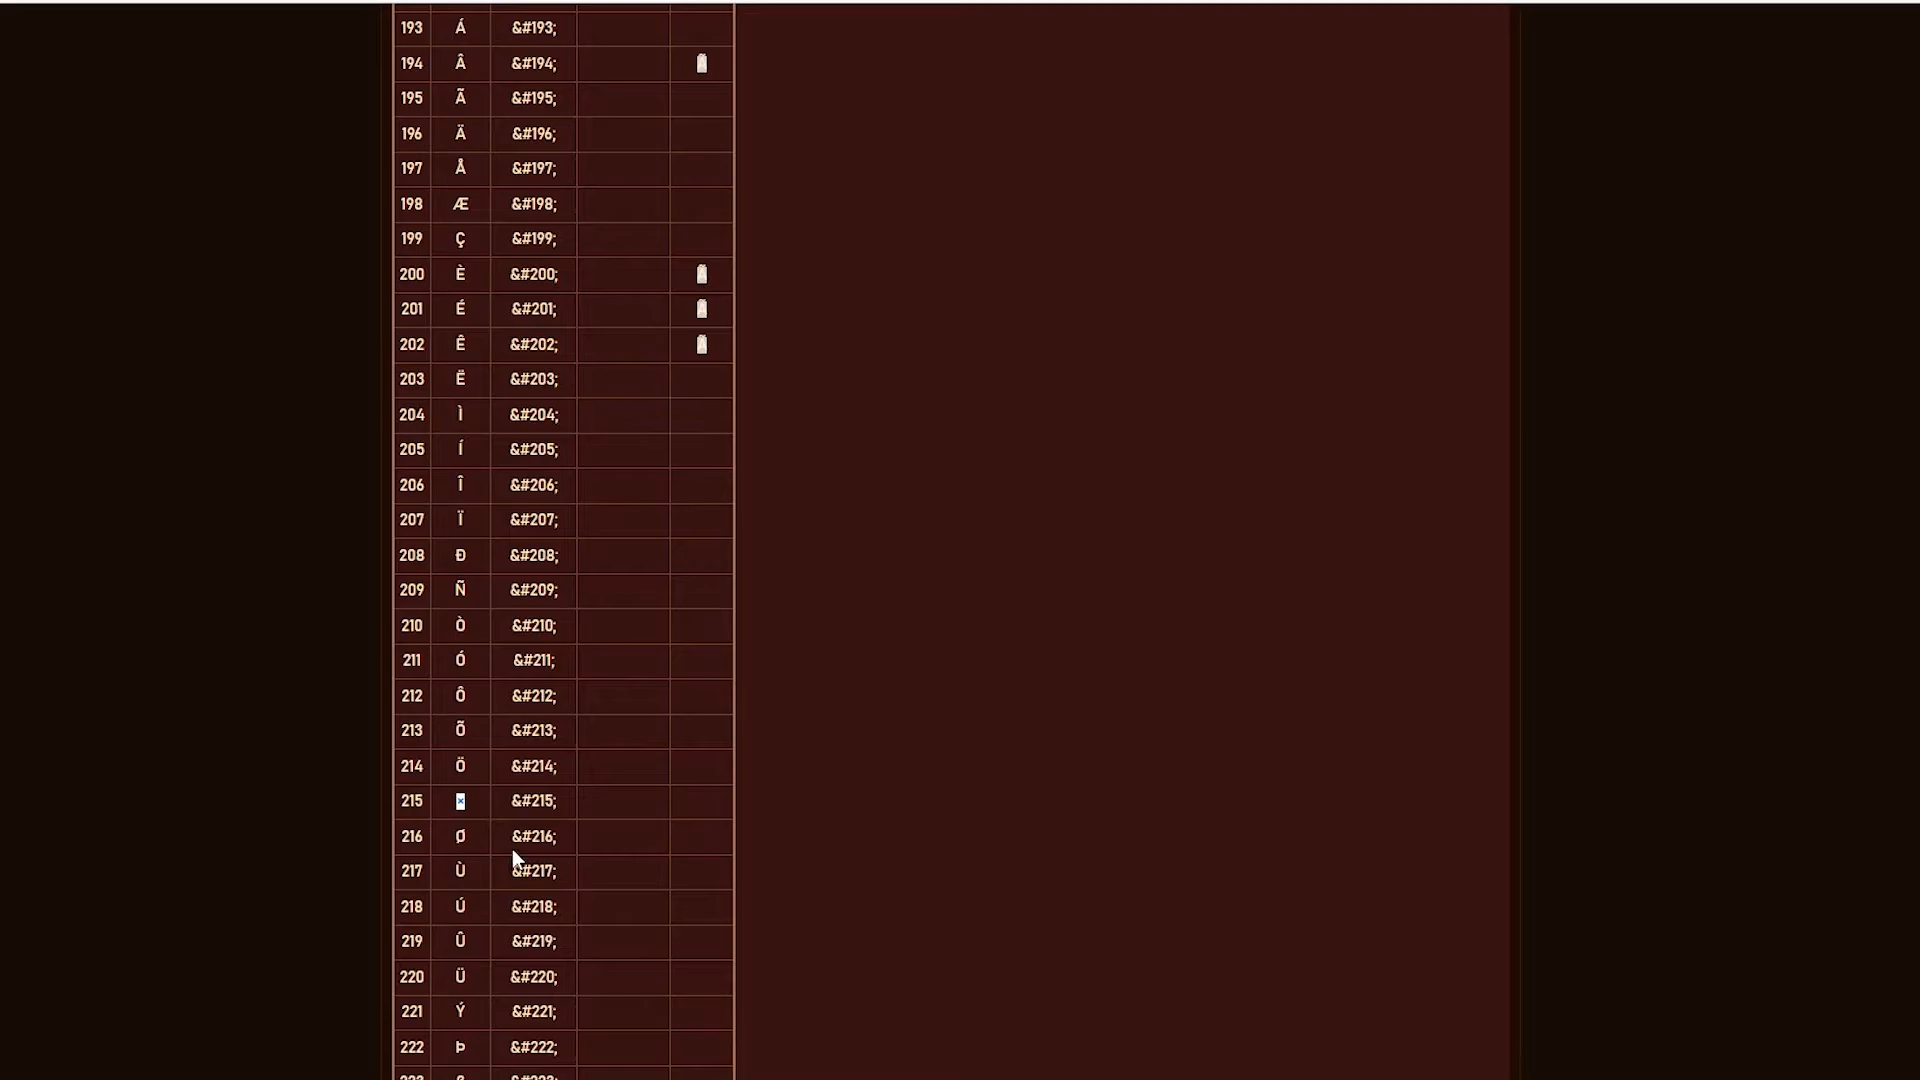 193 Á &#193;
194 Â &#194; Ã
195 Ã &#195;
196 Ä &#196;
197 Å &#197;
198 Æ &#198;
199 Ç &#199;
200 È &#200; Ã
201 É &#201; Ã
202 Ê &#202; Ã
203 Ë &#203;
204 Ì &#204;
205 Í &#205;
206 Î &#206;
207 Ï &#207;
208 Ð &#208;
209 Ñ &#209;
210 Ò &#210;
211 Ó &#211;
212 Ô &#212;
213 Õ &#213;
214 Ö &#214;
215 × &#215;
216 Ø &#216;
217 Ù &#217;
218 Ú &#218;
219 Û &#219;
220 Ü &#220;
221 Ý &#221;
222 Þ &#222;